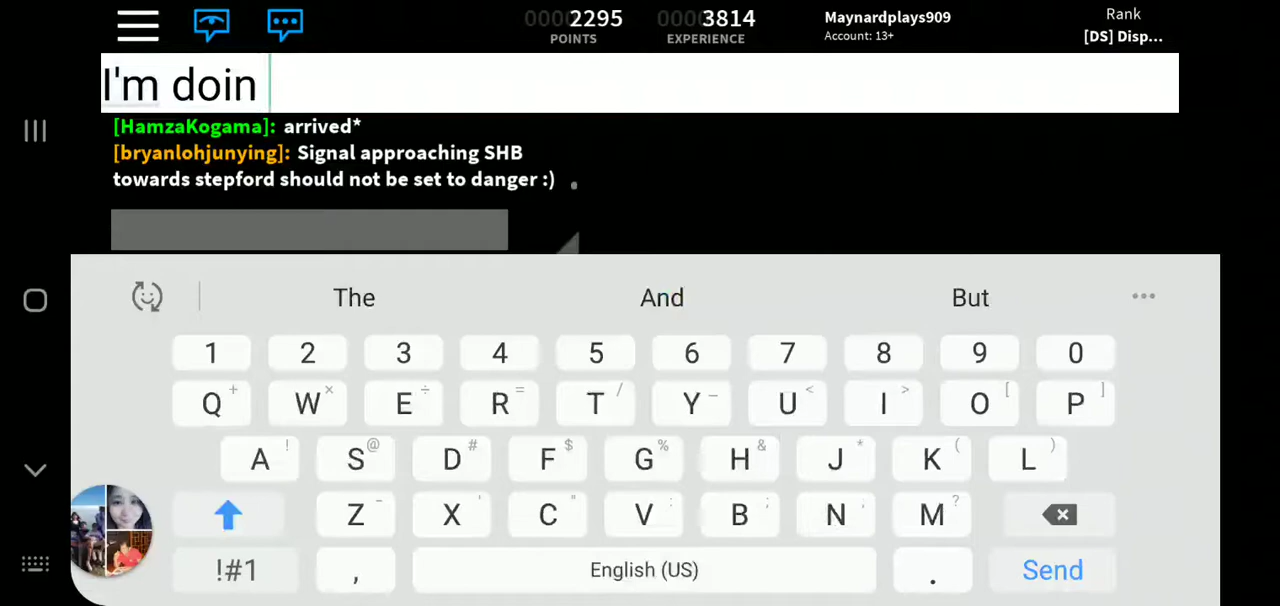 00002295 00003814 Maynardplays909 Rank
POINTS EXPERIENCE Account: 13+ [DS] Disp...
I'm doin
[HamzaKogama]: arrived*
[bryanlohjunying]: Signal approaching SHB
towards stepford should not be set to danger :)
The And But
1 2 3 4 5 6 7 8 9 0
Q + W × E ÷ R = T / Y _ U < I > O [ P ]
A ! S @ D # F $ G % H & J * K ( L )
Z - X ' C " V : B ; N , M ?
!#1 , English (US) . Send